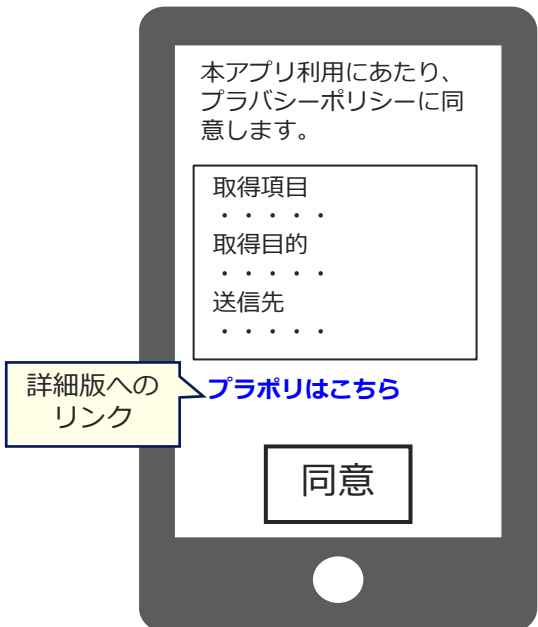 本アプリ利用にあたり、
プラバシーポリシーに同
意します。
取得項目
・・・・・
取得目的
・・・・・
送信先
・・・・・
詳細版への
リンク
プラポリはこちら
同意